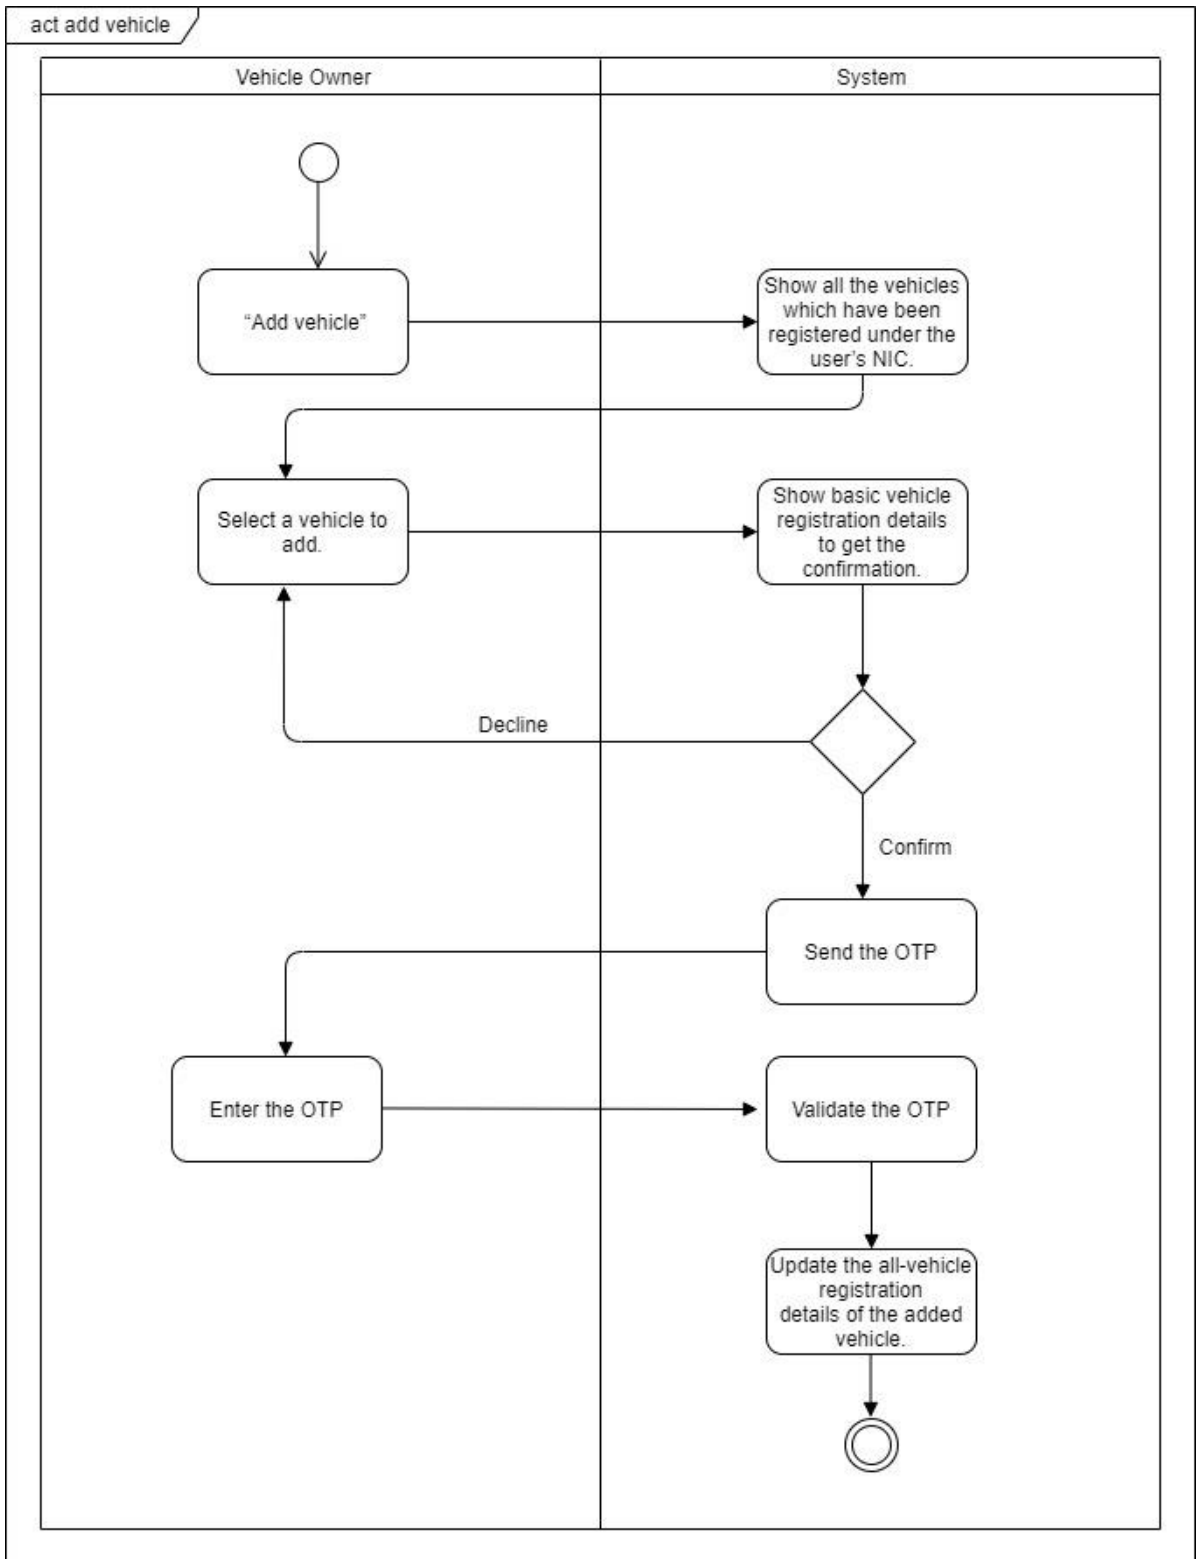 act add vehicle
Vehicle Owner
System
“Add vehicle”
Show all the vehicles
which have been
registered under the
user’s NIC.
Select a vehicle to
add.
Show basic vehicle
registration details
to get the
confirmation.
Decline
Confirm
Send the OTP
Enter the OTP
Validate the OTP
Update the all-vehicle
registration
details of the added
vehicle.